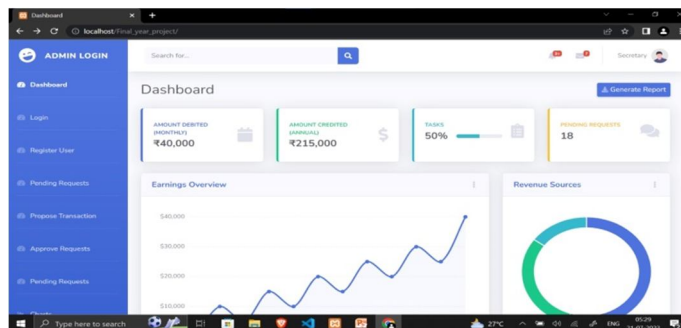 Dashboard
localhost/Final_year_project/
ADMIN LOGIN
Search for...
Secretary
Dashboard
Dashboard
Generate Report
Login
AMOUNT DEBITED
(MONTHLY)
₹40,000
AMOUNT CREDITED
(ANNUAL)
₹215,000
TASKS
50%
PENDING REQUESTS
18
Register User
Pending Requests
Earnings Overview
Revenue Sources
Propose Transaction
$40,000
Approve Requests
$30,000
Pending Requests
$20,000
Charts
$10,000
Type here to search
27°C
ENG
05:29